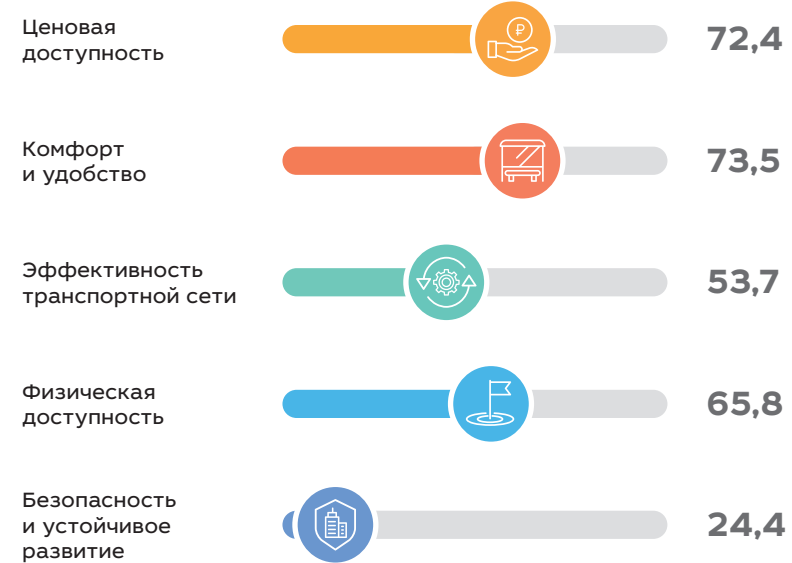 Ценовая
доступность
72,4
Комфорт
и удобство
73,5
Эффективность
транспортной сети
53,7
Физическая
доступность
65,8
Безопасность
и устойчивое
развитие
24,4